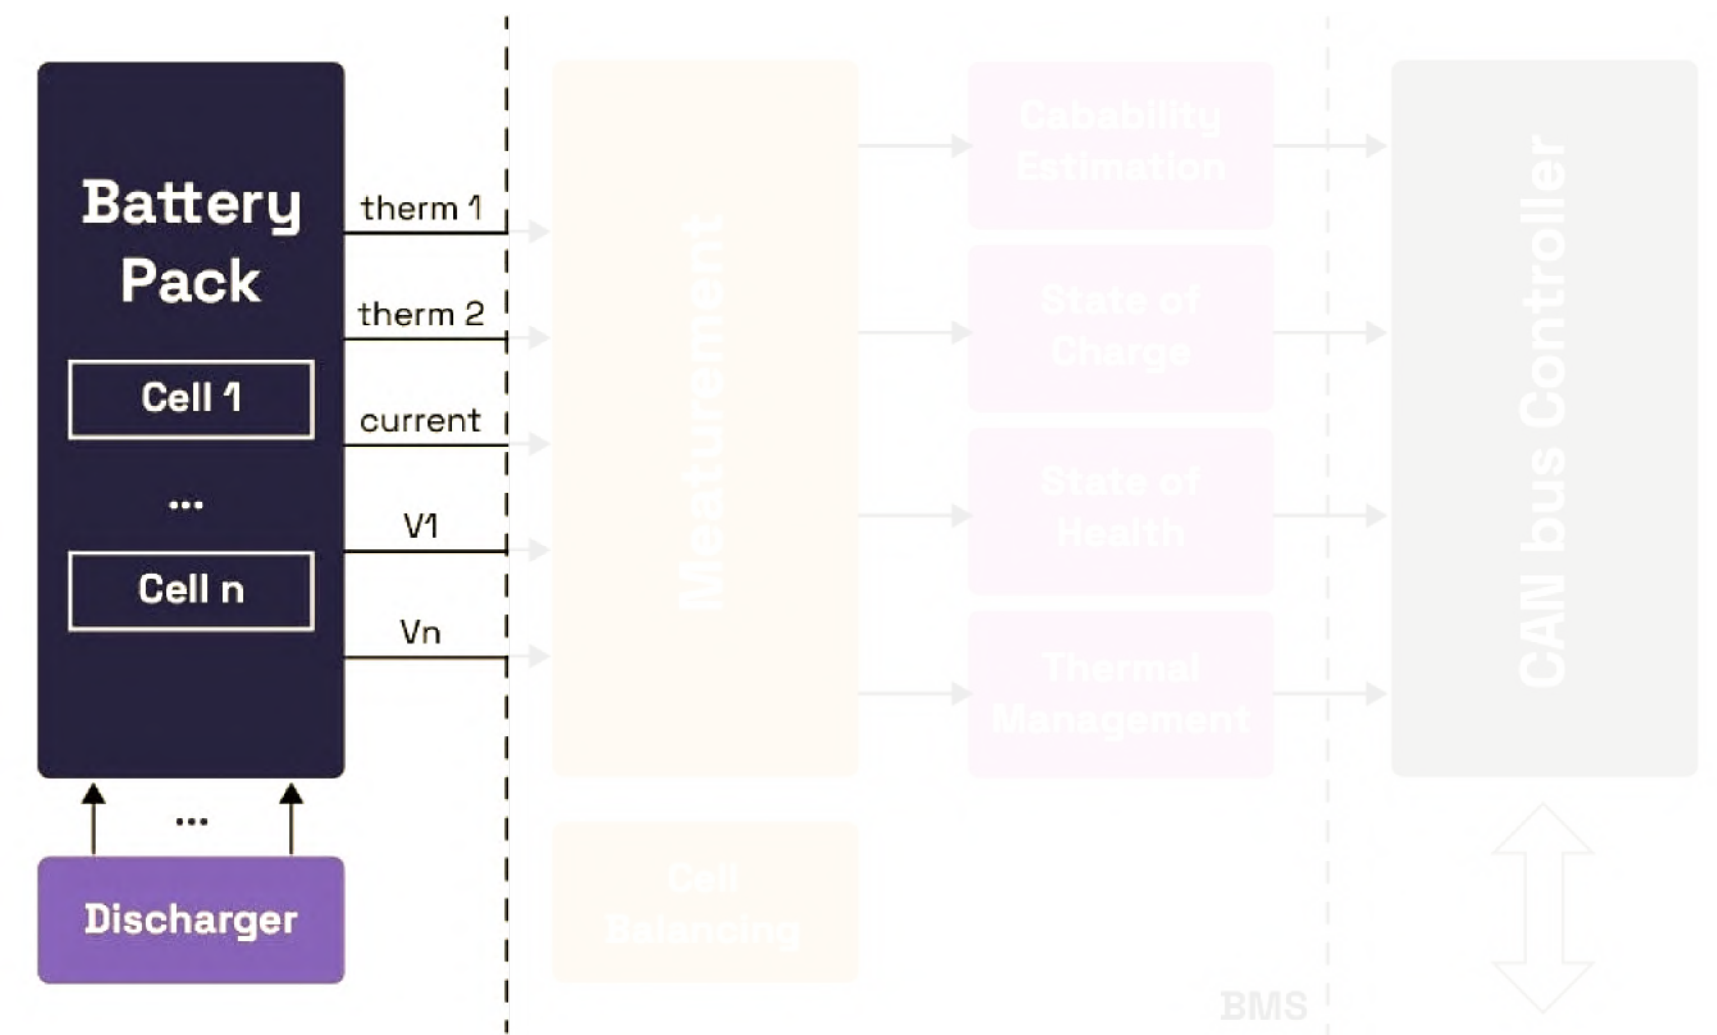 Battery
Pack
Cell 1
...
Cell n
...
Discharger
therm 1
therm 2
current
V1
Vn
Meaturement
Cell
Balancing
Cabability
Estimation
State of
Charge
State of
Health
Thermal
Management
BMS
CAN bus Controller